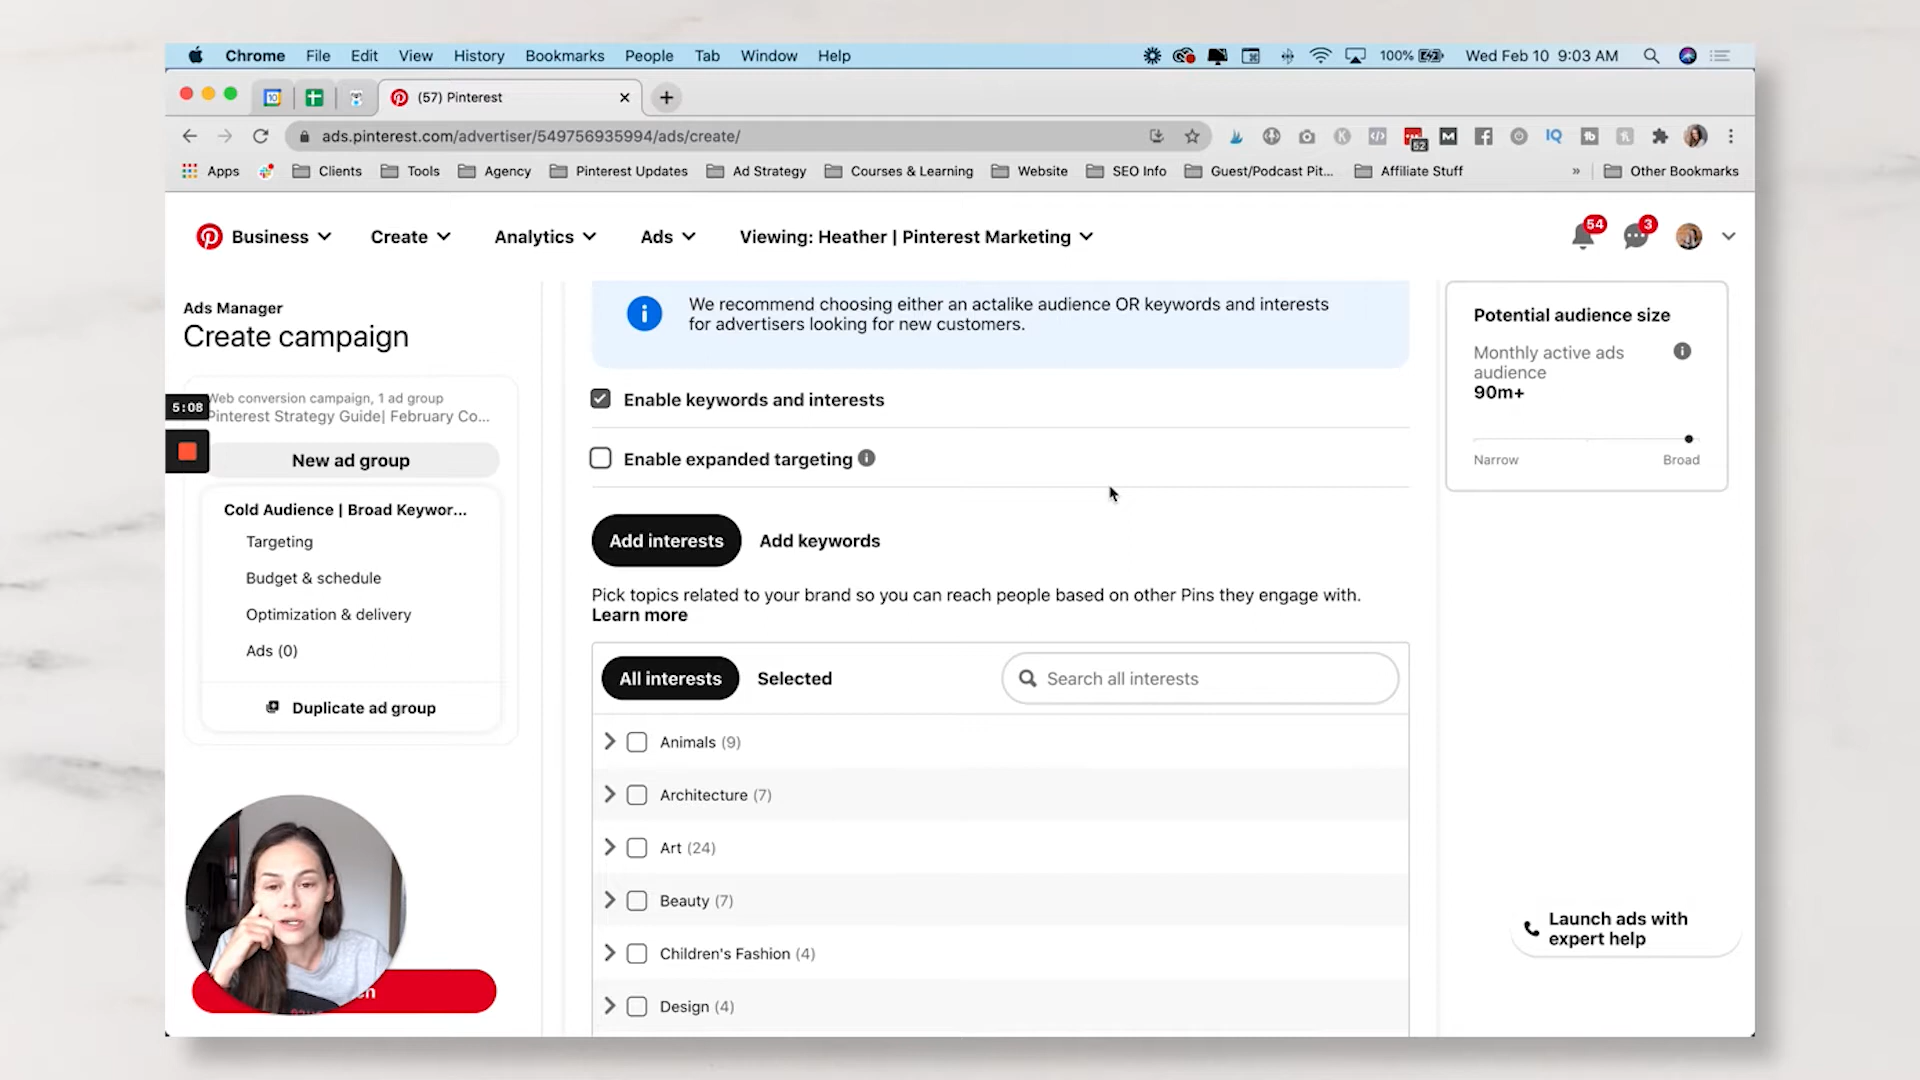 Chrome File Edit View History Bookmarks People Tab Window Help 100% Wed Feb 10 9:03 AM
10 (57) Pinterest
ads.pinterest.com/advertiser/549756935994/ads/create/ 52 M IQ
Apps Clients Tools Agency Pinterest Updates Ad Strategy Courses & Learning Website SEO Info Guest/Podcast Pit... Affiliate Stuff » Other Bookmarks
Business Create Analytics Ads Viewing: Heather | Pinterest Marketing 54 3
Ads Manager
Create campaign
Web conversion campaign, 1 ad group
Pinterest Strategy Guide| February Co...
5:08
New ad group
Cold Audience | Broad Keywor...
Targeting
Budget & schedule
Optimization & delivery
Ads (0)
Duplicate ad group
We recommend choosing either an actalike audience OR keywords and interests
for advertisers looking for new customers.
Enable keywords and interests
Enable expanded targeting
Add interests Add keywords
Pick topics related to your brand so you can reach people based on other Pins they engage with.
Learn more
All interests Selected Search all interests
Animals (9)
Architecture (7)
Art (24)
Beauty (7)
Children's Fashion (4)
Design (4)
Potential audience size
Monthly active ads
audience
90m+
Narrow Broad
Launch ads with
expert help